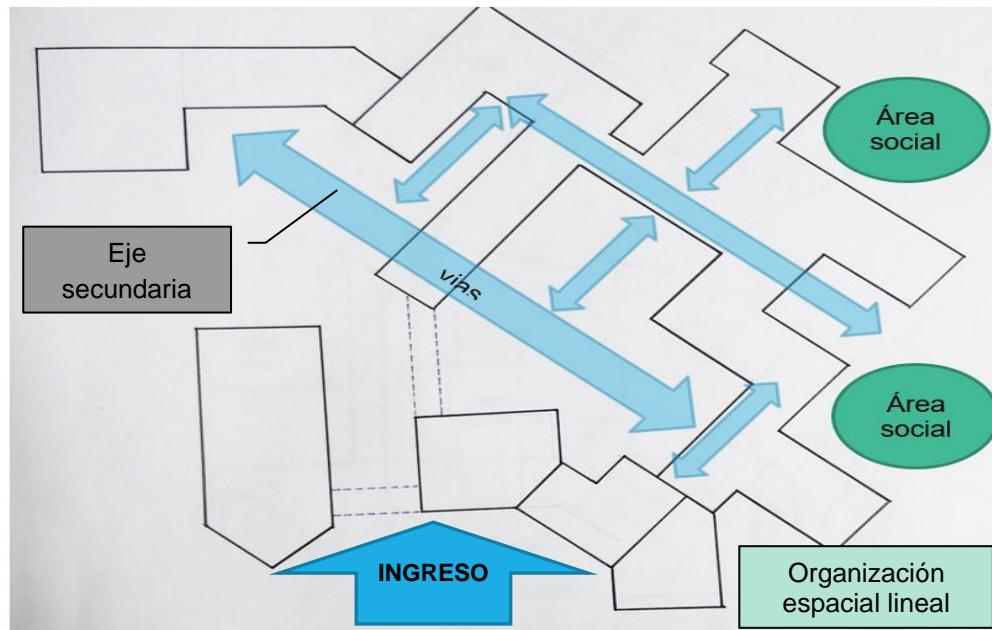 Área
social
Eje
secundaria
vias
Área
social
INGRESO
Organización
espacial lineal